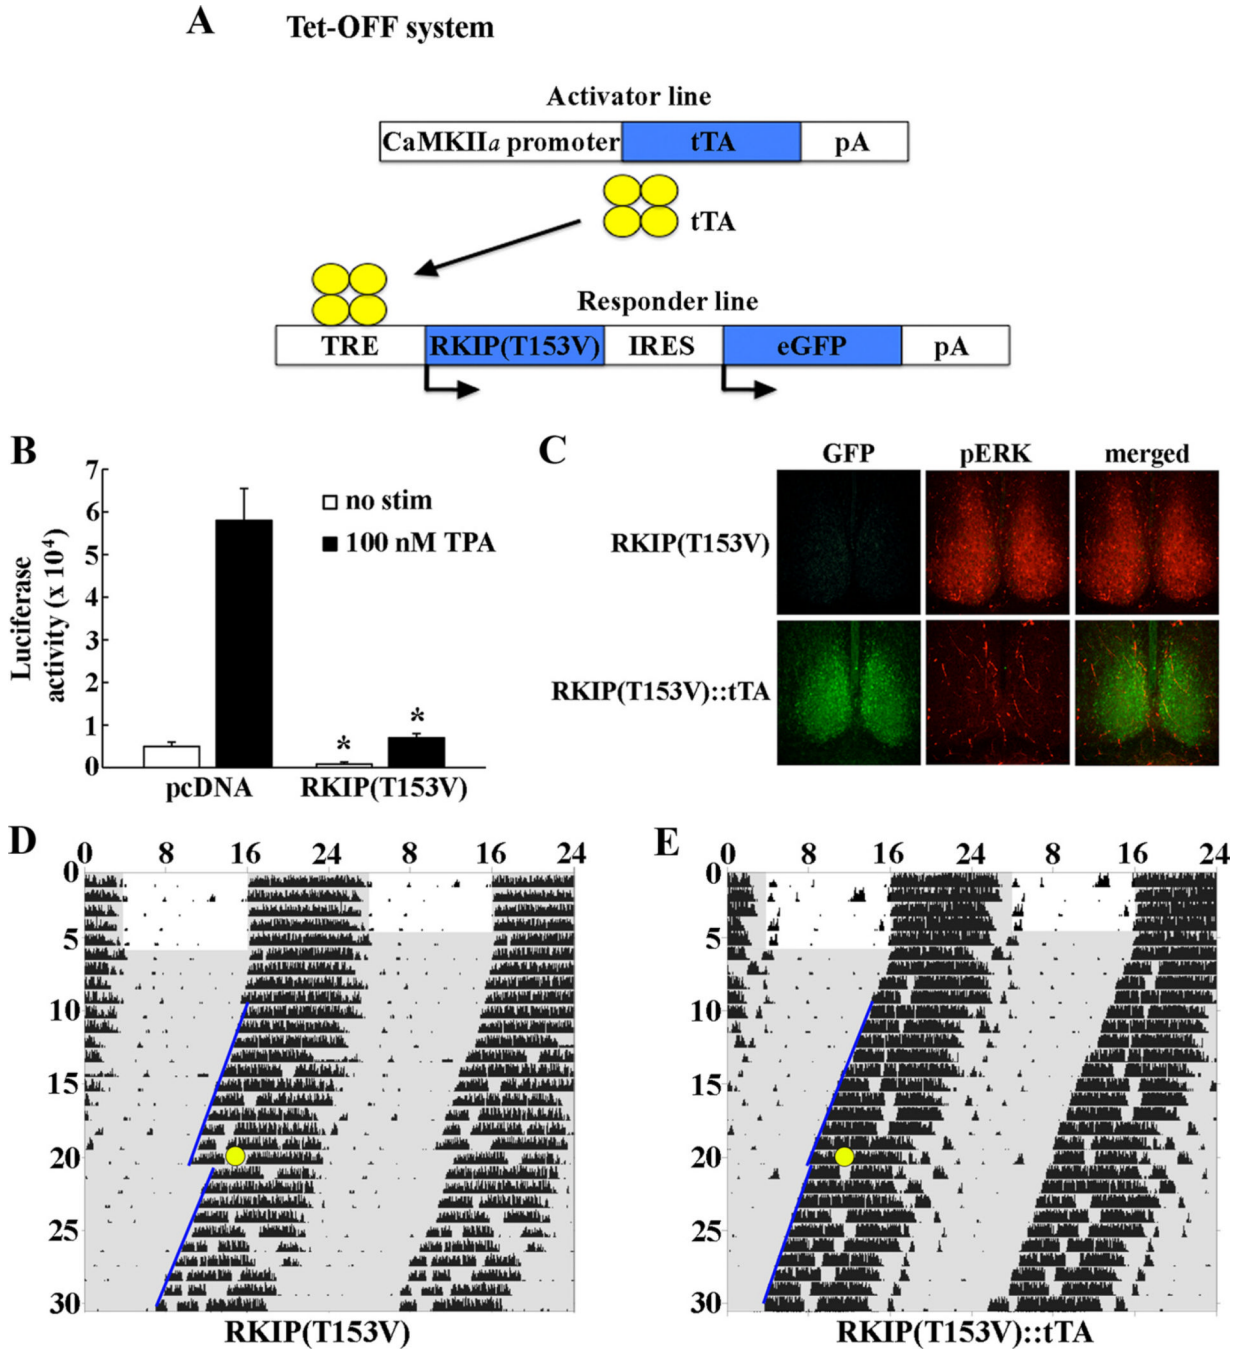 A
Tet-OFF system
Activator line
CaMKIIa promoter tTA pA
tTA
Responder line
TRE RKIP(T153V) IRES eGFP pA
B
Luciferase
activity (x 10⁴)
7
6
5
4
3
2
1
0
no stim
100 nM TPA
*
*
pcDNA RKIP(T153V)
C
GFP pERK merged
RKIP(T153V)
RKIP(T153V)::tTA
D
0 8 16 24 8 16 24
0
5
10
15
20
25
30
RKIP(T153V)
E
0 8 16 24 8 16 24
0
5
10
15
20
25
30
RKIP(T153V)::tTA